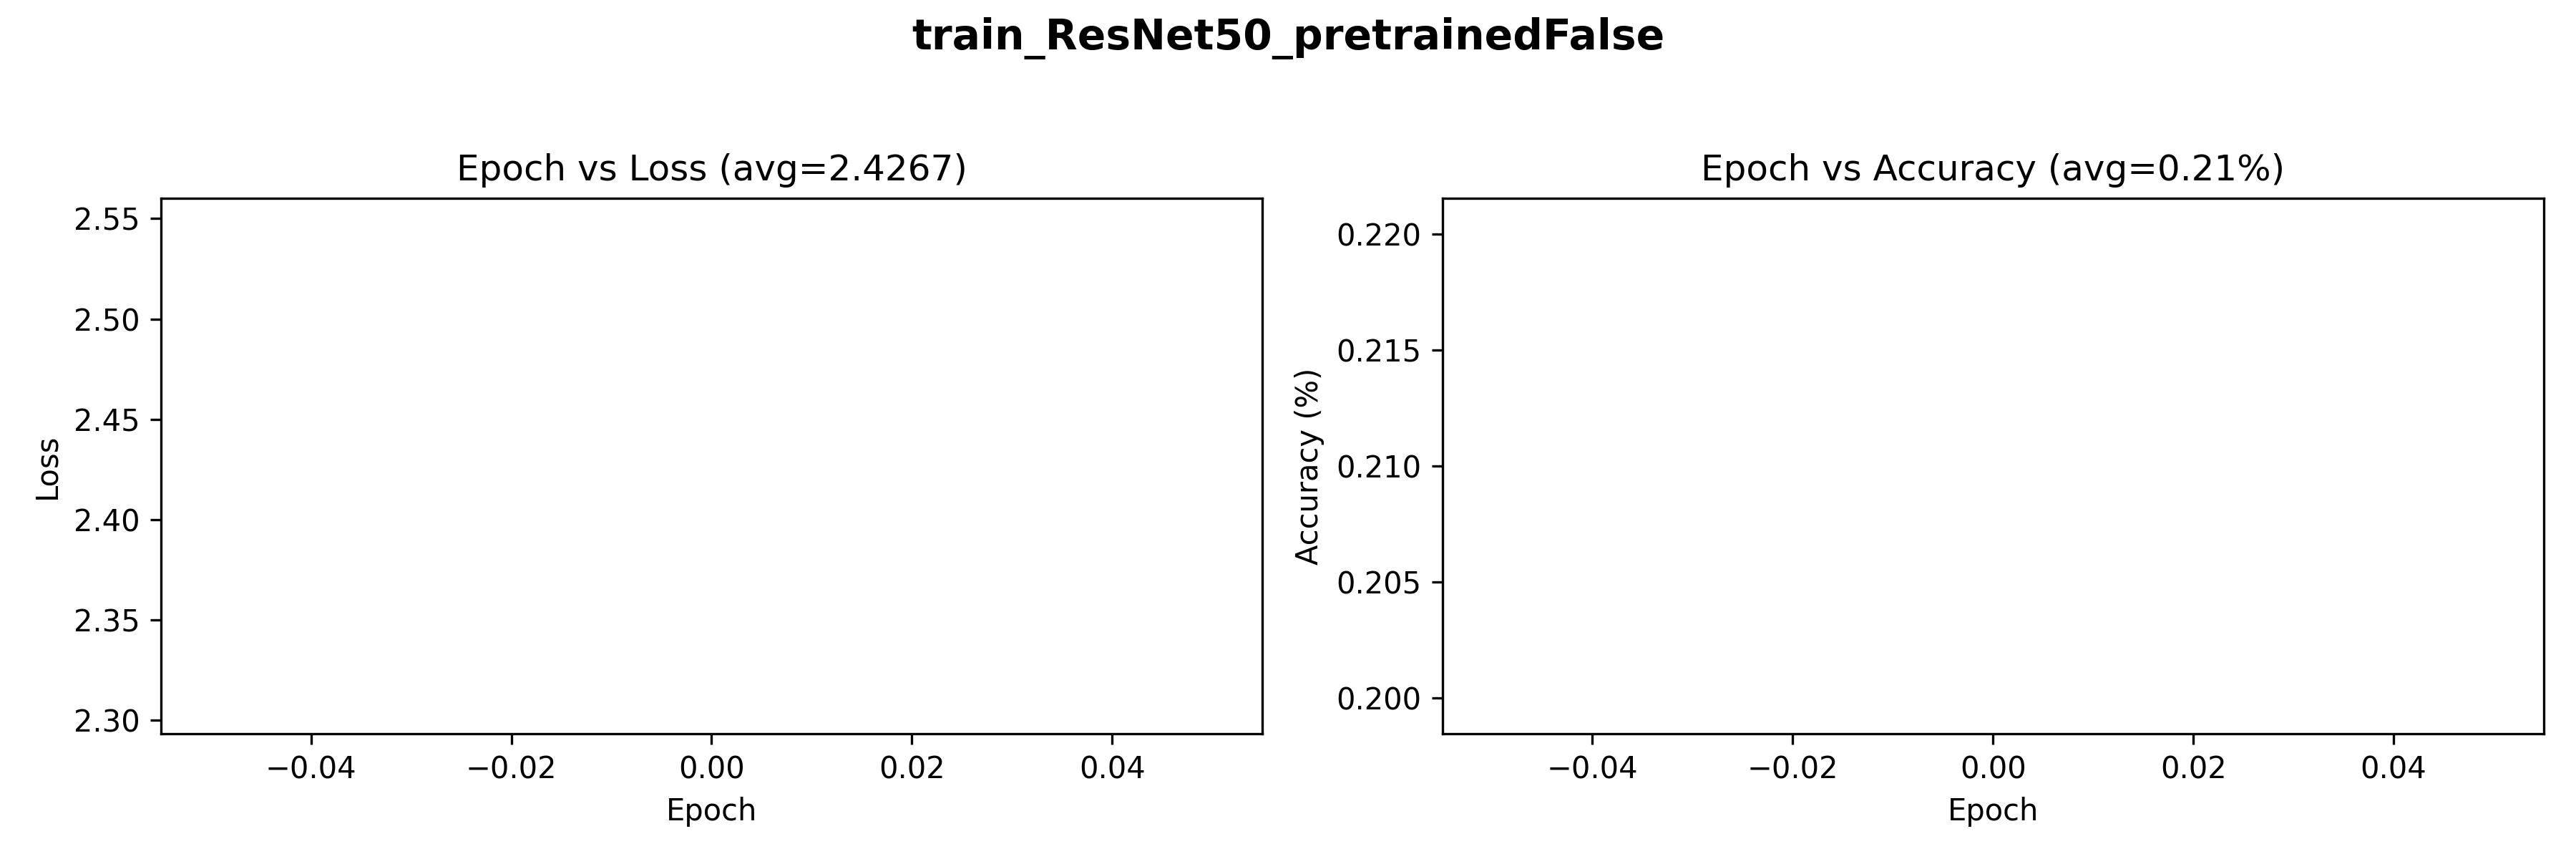 train_ResNet50_pretrainedFalse
Epoch vs Loss (avg=2.4267)
2.55
2.50
2.45
2.40
2.35
2.30
Loss
−0.04 −0.02 0.00 0.02 0.04
Epoch
Epoch vs Accuracy (avg=0.21%)
0.220
0.215
0.210
0.205
0.200
Accuracy (%)
−0.04 −0.02 0.00 0.02 0.04
Epoch